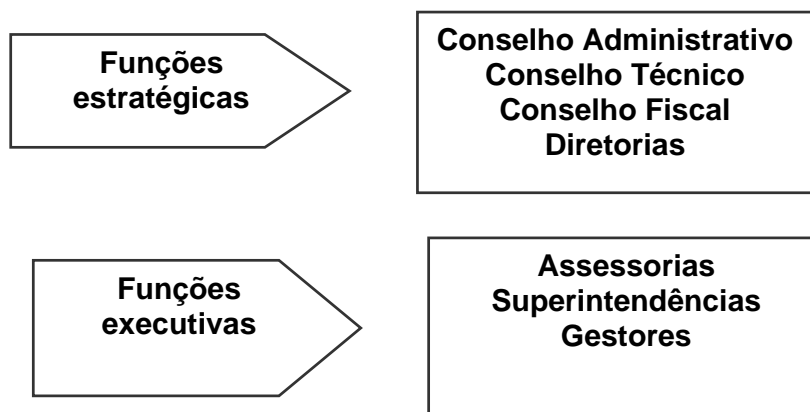 Funções
estratégicas
Conselho Administrativo
Conselho Técnico
Conselho Fiscal
Diretorias
Funções
executivas
Assessorias
Superintendências
Gestores